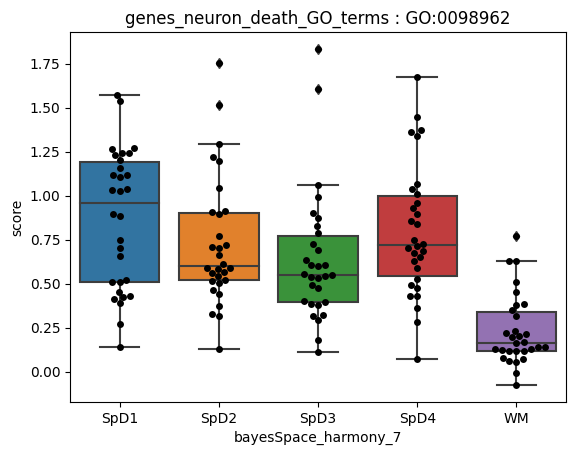 genes_neuron_death_GO_terms : GO:0098962
1.75
1.50
1.25
1.00
0.75
0.50
0.25
0.00
score
SpD1 SpD2 SpD3 SpD4 WM
bayesSpace_harmony_7